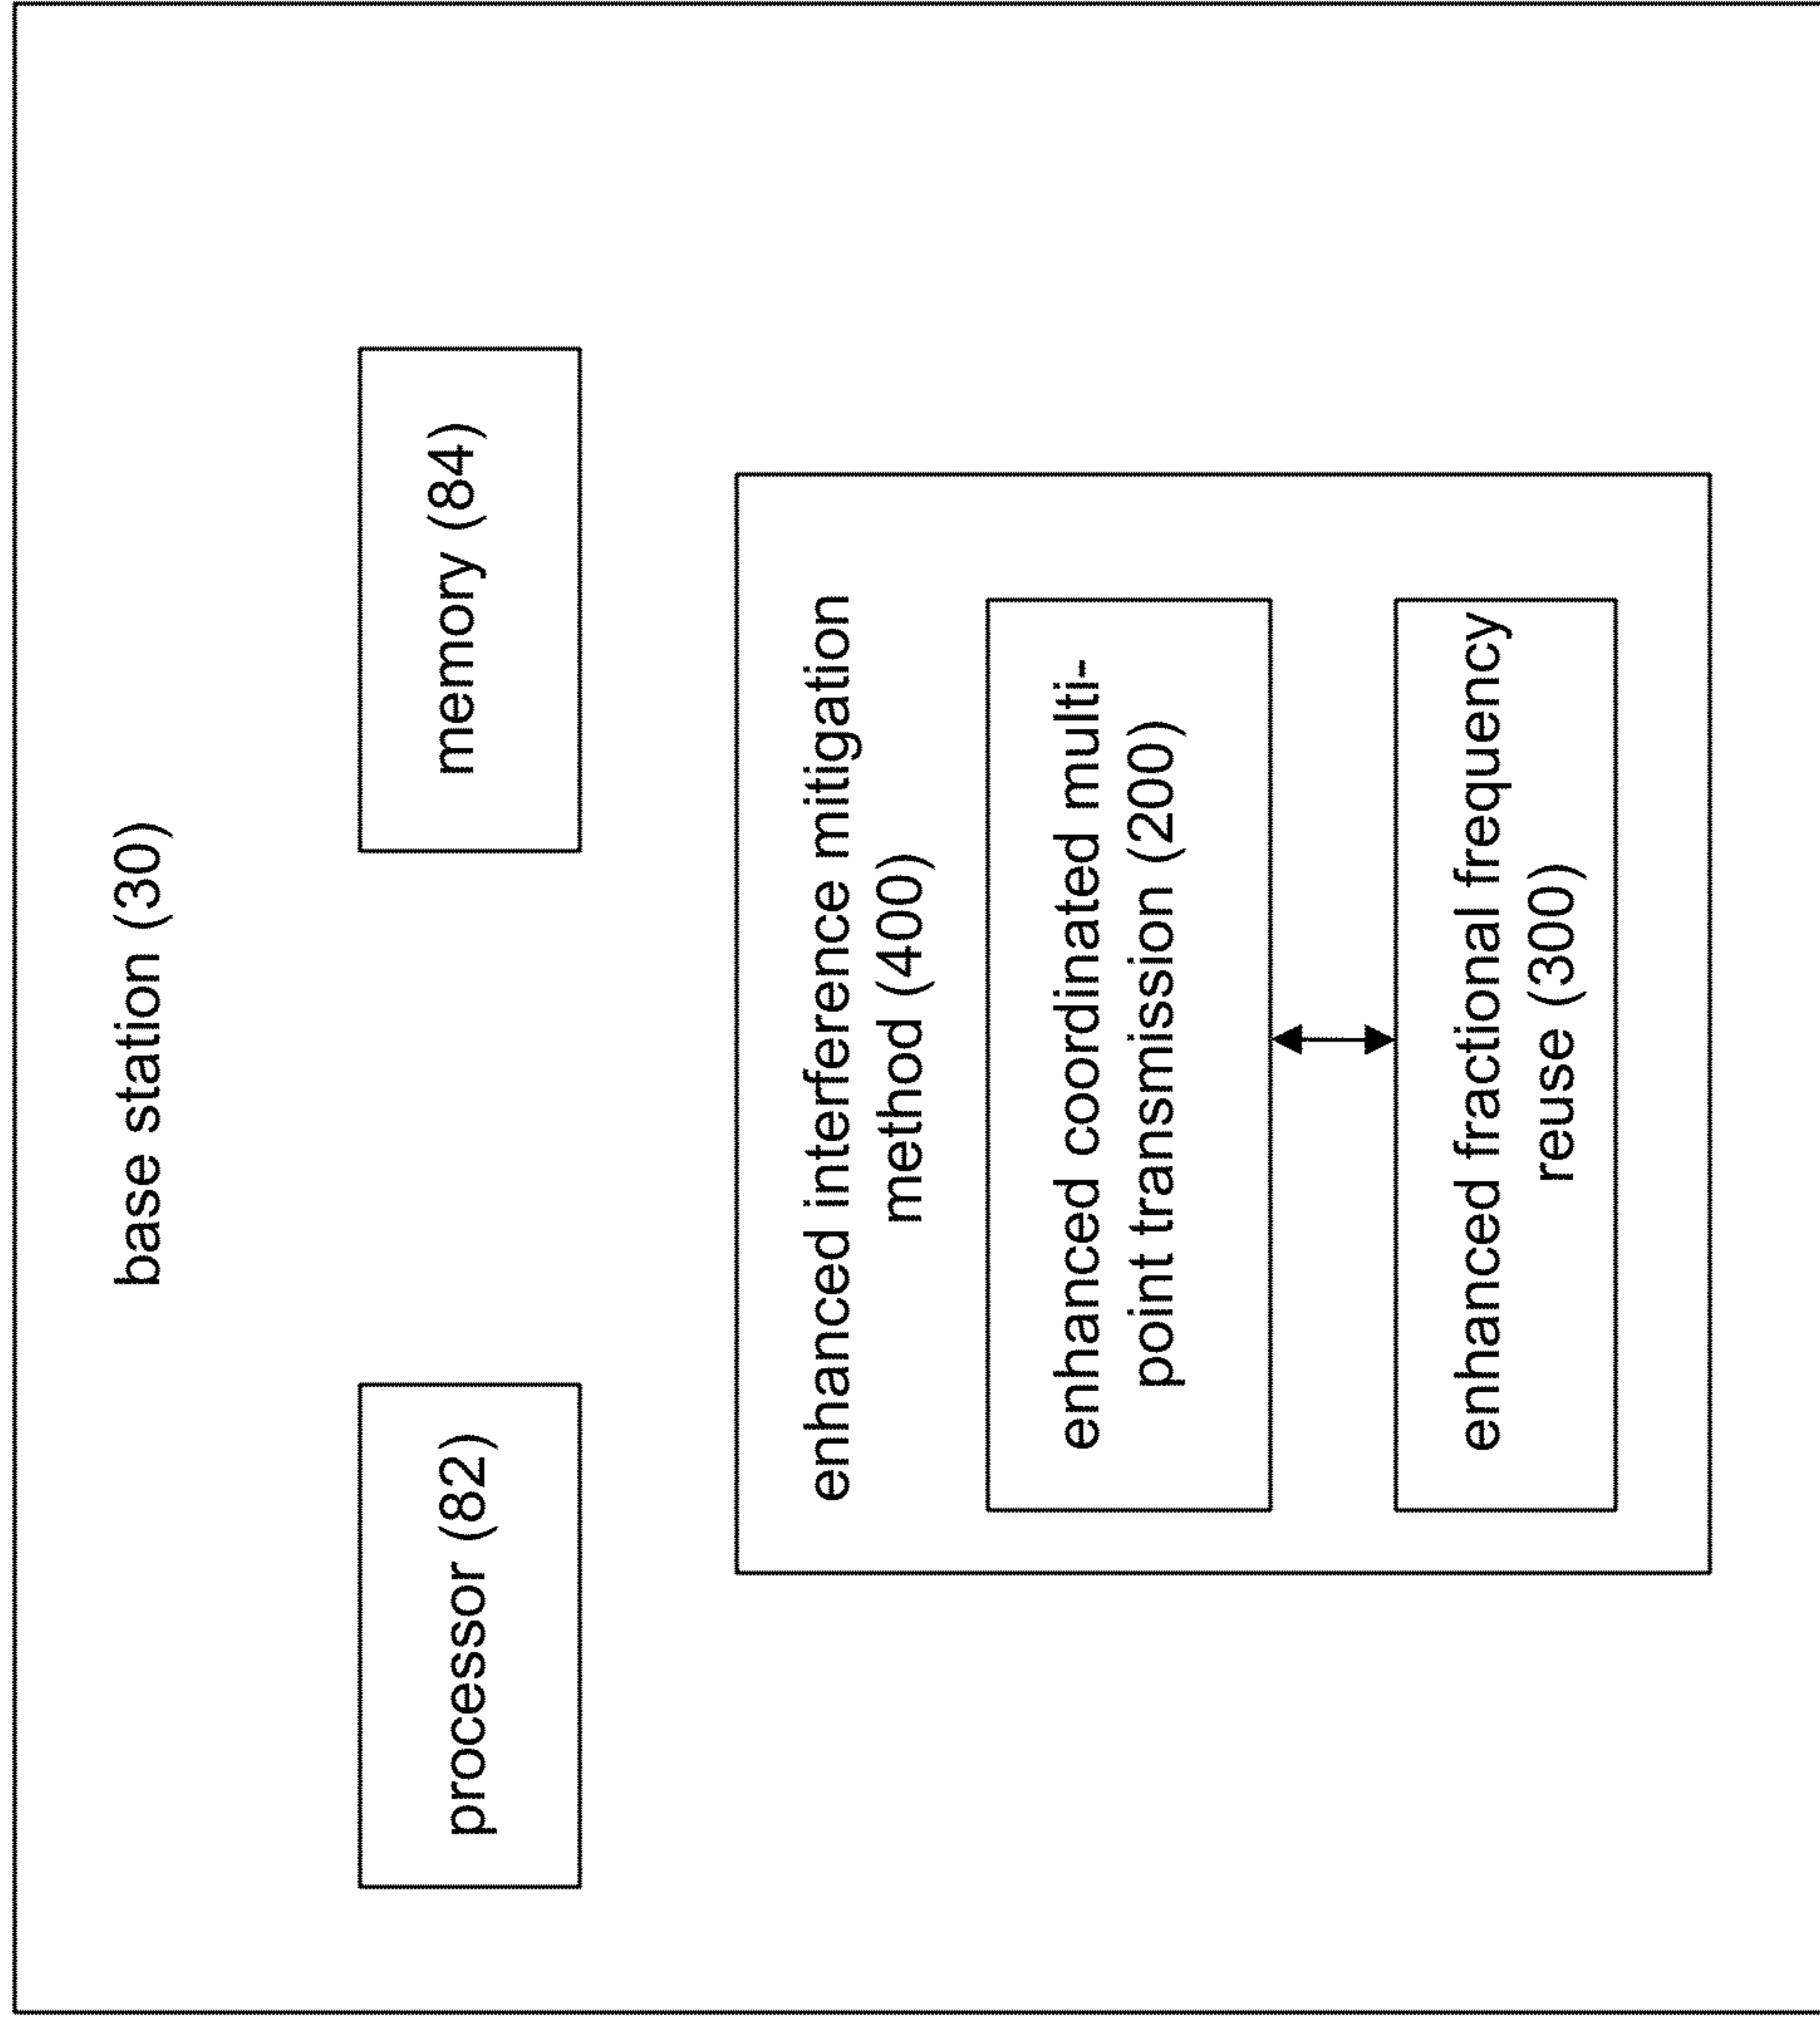 base station (30)
processor (82)
memory (84)
enhanced interference mitigation
method (400)
enhanced coordinated multi-
point transmission (200)
enhanced fractional frequency
reuse (300)